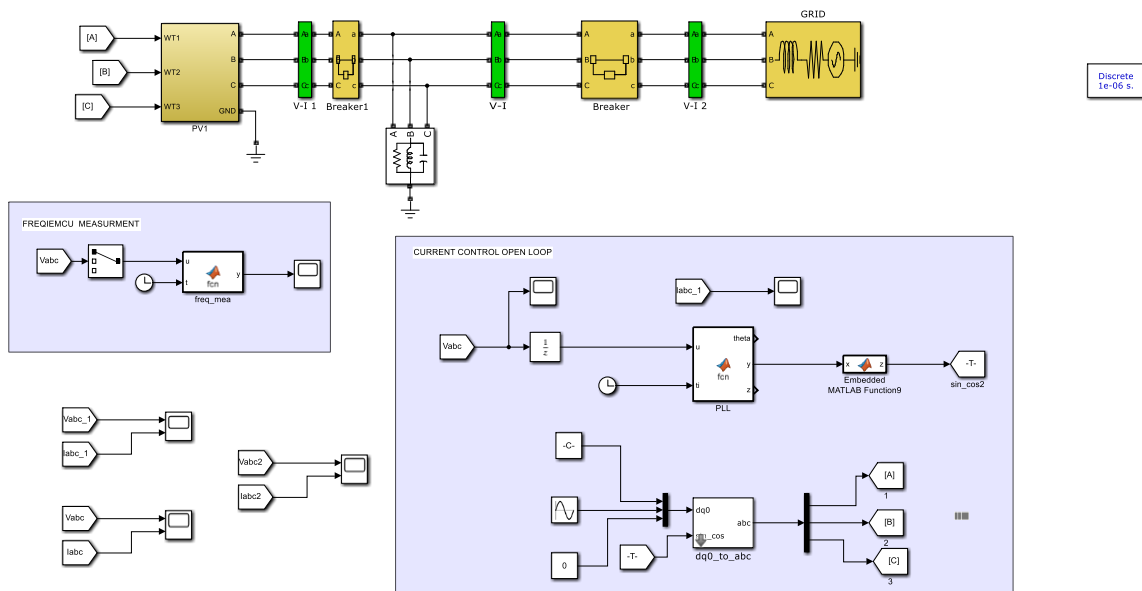 GRID
[A]
WT1
A
Aa
A
a
Aa
A
a
Aa
A
B
Bb
B
b
Bb
B
b
Bb
B
[B]
WT2
C
Cc
C
c
Cc
C
c
Cc
C
[C]
WT3
GND
PV1
V-I 1
Breaker1
V-I
Breaker
V-I 2
Discrete
1e-06 s.
A
B
C
FREQIEMCU MEASURMENT
Vabc
u
t
y
fcn
freq_mea
CURRENT CONTROL OPEN LOOP
Iabc_1
Vabc
1
z
u
theta
y
fcn
z
PLL
x
z
Embedded
MATLAB Function9
-T-
sin_cos2
Vabc_1
Iabc_1
Vabc2
Iabc2
Vabc
Iabc
-C-
0
-T-
dq0
abc
dq0_to_abc
[A]
1
[B]
2
[C]
3